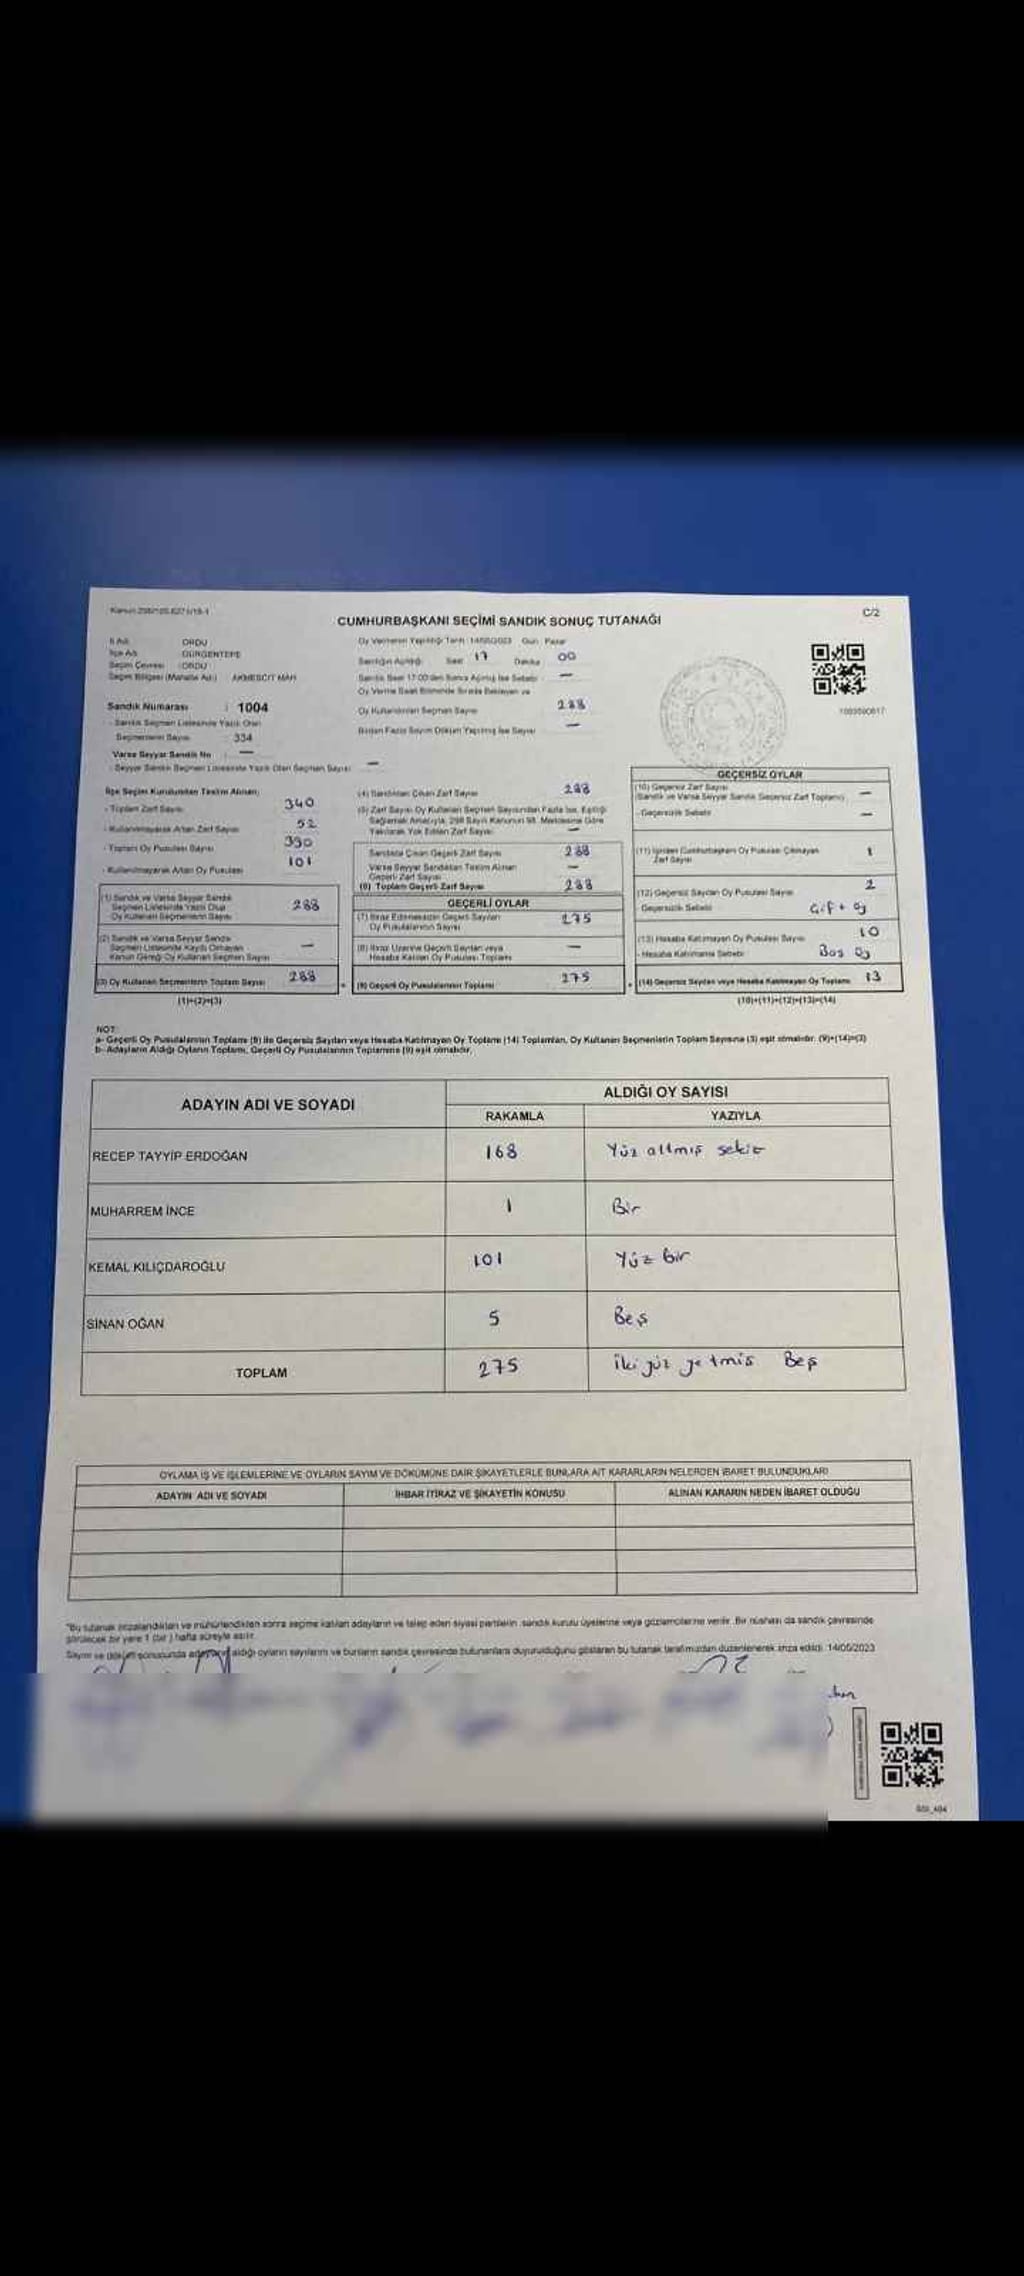 C/2
CUMHURBAŞKANI SEÇİMİ SANDIK SONUÇ TUTANAĞI
İl Adı ORDU
İlçe Adı GÜRGENTEPE
Seçim Çevresi : ORDU
Seçim Bölgesi (Mahalle Adı) AKMESCİT MAH
Sandık Numarası : 1004
- Sandık Seçmen Listesinde Yazılı Olan
Seçmenlerin Sayısı : 334
Varsa Seyyar Sandık No : —
- Seyyar Sandık Seçmen Listesinde Yazılı Olan Seçmen Sayısı : —
Oy Vermenin Yapıldığı Tarih : 14/05/2023 Gün : Pazar
Sandığın Açıldığı Saat 17 Dakika 00
Sandık Saat 17:00'den Sonra Açılmış İse Sebebi : —
Oy Verme Saati Bitiminde Sırada Bekleyen ve
Oy Kullandırılan Seçmen Sayısı 288
Birden Fazla Sayım Döküm Yapılmış İse Sayısı —
İlçe Seçim Kurulundan Teslim Alınan;
- Toplam Zarf Sayısı 340
- Kullanılmayarak Artan Zarf Sayısı 52
- Toplam Oy Pusulası Sayısı 390
- Kullanılmayarak Artan Oy Pusulası 101
(1) Sandık ve Varsa Seyyar Sandık
Seçmen Listesinde Yazılı Olup
Oy Kullanan Seçmenlerin Sayısı 288
(2) Sandık ve Varsa Seyyar Sandık
Seçmen Listesinde Kayıtlı Olmayan
Kanun Gereği Oy Kullanan Seçmen Sayısı —
(3) Oy Kullanan Seçmenlerin Toplam Sayısı 288
(1)+(2)=(3)
(4) Sandıktan Çıkan Zarf Sayısı 288
(5) Zarf Sayısı Oy Kullanan Seçmen Sayısından Fazla İse, Eşitliği
Sağlamak Amacıyla, 298 Sayılı Kanunun 98. Maddesine Göre
Yakılarak Yok Edilen Zarf Sayısı —
Sandıkta Çıkan Geçerli Zarf Sayısı 288
Varsa Seyyar Sandıktan Teslim Alınan
Geçerli Zarf Sayısı —
(6) Toplam Geçerli Zarf Sayısı 288
GEÇERLİ OYLAR
(7) İtiraz Edilmeksizin Geçerli Sayılan
Oy Pusulalarının Sayısı 275
(8) İtiraz Üzerine Geçerli Sayılan veya
Hesaba Katılan Oy Pusulası Toplamı —
(9) Geçerli Oy Pusulalarının Toplamı 275
GEÇERSİZ OYLAR
(10) Geçersiz Zarf Sayısı —
(Sandık ve Varsa Seyyar Sandık Geçersiz Zarf Toplamı)
- Geçersizlik Sebebi —
(11) İçinden Cumhurbaşkanı Oy Pusulası Çıkmayan
Zarf Sayısı 1
(12) Geçersiz Sayılan Oy Pusulası Sayısı 2
- Geçersizlik Sebebi Çift oy
(13) Hesaba Katılmayan Oy Pusulası Sayısı 10
- Hesaba Katılmama Sebebi Boş oy
(14) Geçersiz Sayılan veya Hesaba Katılmayan Oy Toplamı 13
(10)+(11)+(12)+(13)=(14)
NOT:
a- Geçerli Oy Pusulalarının Toplamı (9) ile Geçersiz Sayılan veya Hesaba Katılmayan Oy Toplamı (14) Toplamları, Oy Kullanan Seçmenlerin Toplam Sayısına (3) eşit olmalıdır. (9)+(14)=(3)
b- Adayların Aldığı Oyların Toplamı, Geçerli Oy Pusulalarının Toplamına (9) eşit olmalıdır.
ADAYIN ADI VE SOYADI
ALDIĞI OY SAYISI
RAKAMLA YAZIYLA
RECEP TAYYİP ERDOĞAN 168 Yüz altmış sekiz
MUHARREM İNCE 1 Bir
KEMAL KILIÇDAROĞLU 101 Yüz bir
SİNAN OĞAN 5 Beş
TOPLAM 275 İki yüz yetmiş Beş
OYLAMA İŞ VE İŞLEMLERİNE VE OYLARIN SAYIM VE DÖKÜMÜNE DAİR ŞİKAYETLERLE BUNLARA AİT KARARLARIN NELERDEN İBARET BULUNDUKLARI
ADAYIN ADI VE SOYADI İHBAR İTİRAZ VE ŞİKAYETİN KONUSU ALINAN KARARIN NEDEN İBARET OLDUĞU
"Bu tutanak imzalandıktan ve mühürlendikten sonra seçime katılan adayların ve talep eden siyasi partilerin sandık kurulu üyelerine veya gözlemcilerine verilir. Bir nüshası da sandık çevresinde
görülecek bir yere 1 (bir) hafta süreyle asılır.
Sayım ve döküm sonucunda adayların aldığı oyların sayılarını ve bunların sandık çevresinde bulunanlara duyurulduğunu gösteren bu tutanak tarafımızdan düzenlenerek imza edildi. 14/05/2023